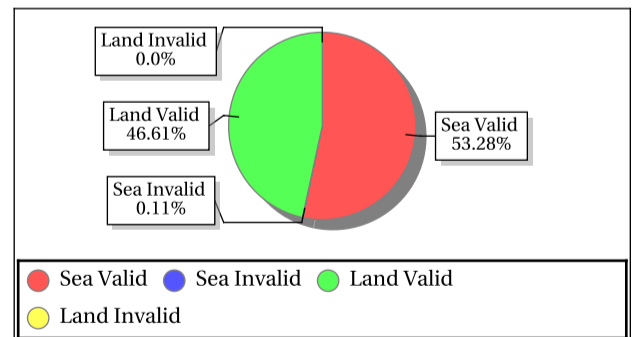 Land Invalid
0.0%
Land Valid
46.61%
Sea Valid
53.28%
Sea Invalid
0.11%
Sea Valid Sea Invalid Land Valid
Land Invalid